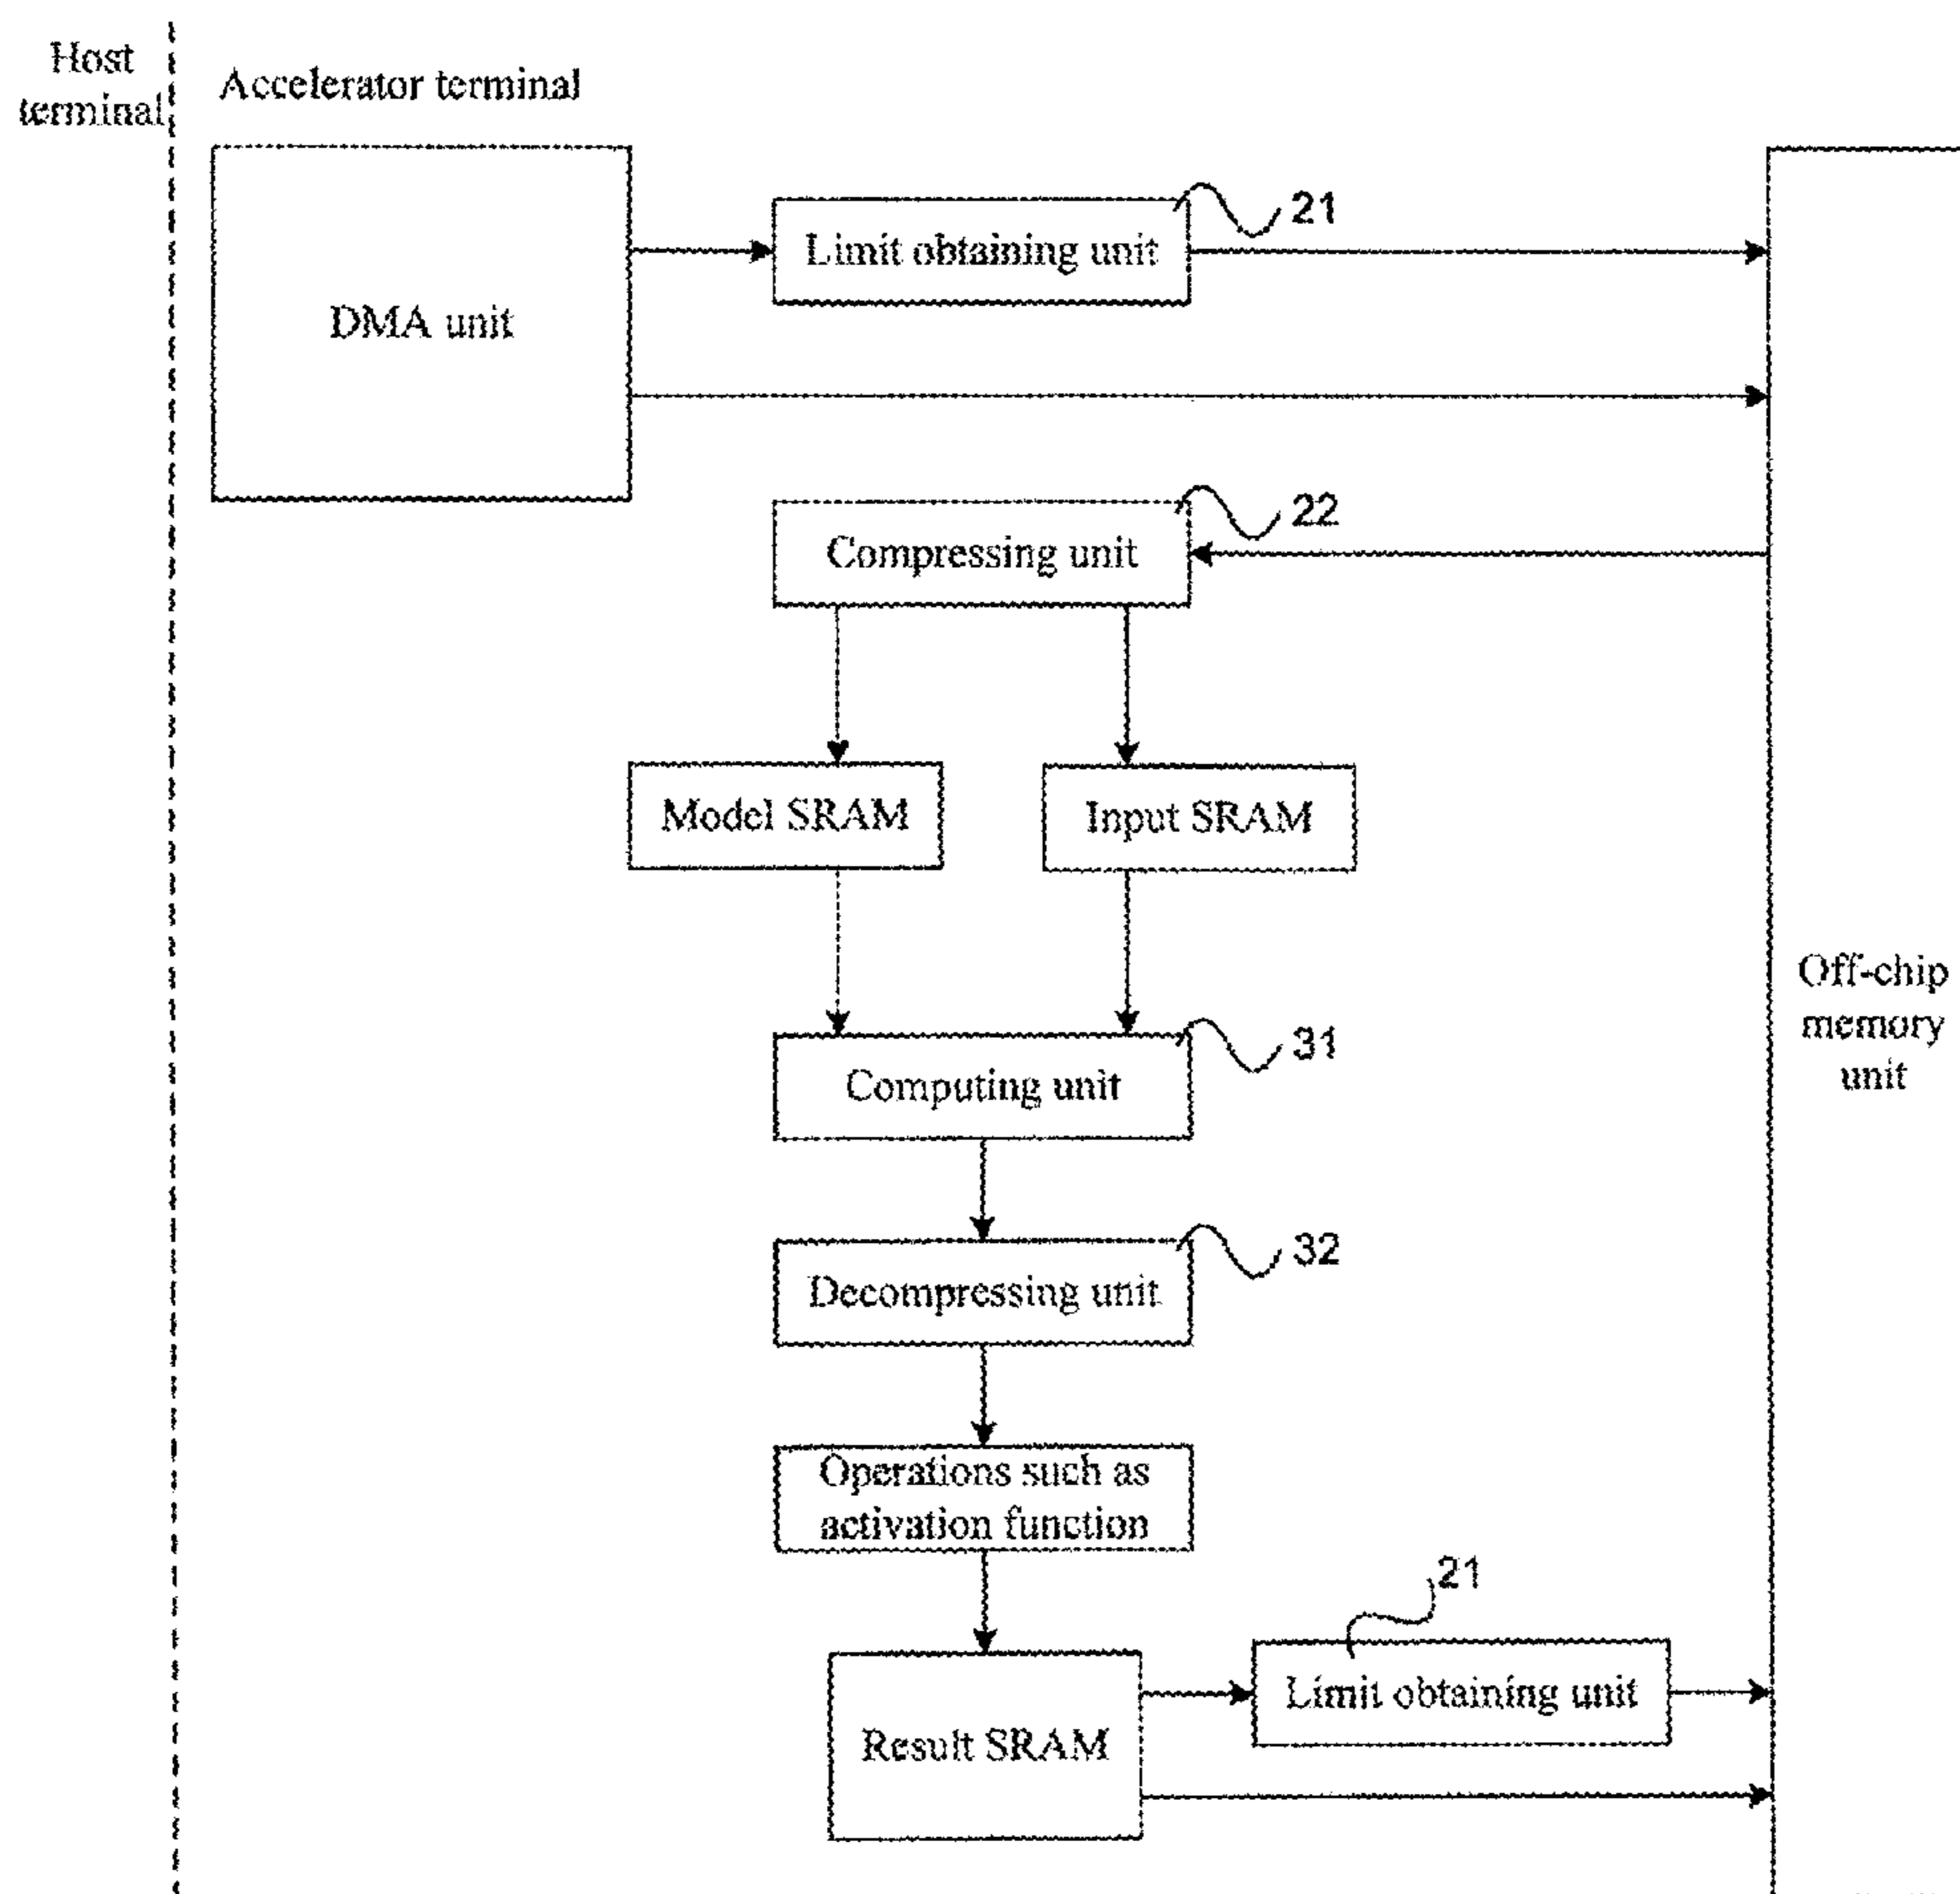 Host
terminal
Accelerator terminal
21
Limit obtaining unit
DMA unit
22
Compressing unit
Model SRAM
Input SRAM
Off-chip
memory
unit
31
Computing unit
32
Decompressing unit
Operations such as
activation function
21
Limit obtaining unit
Result SRAM